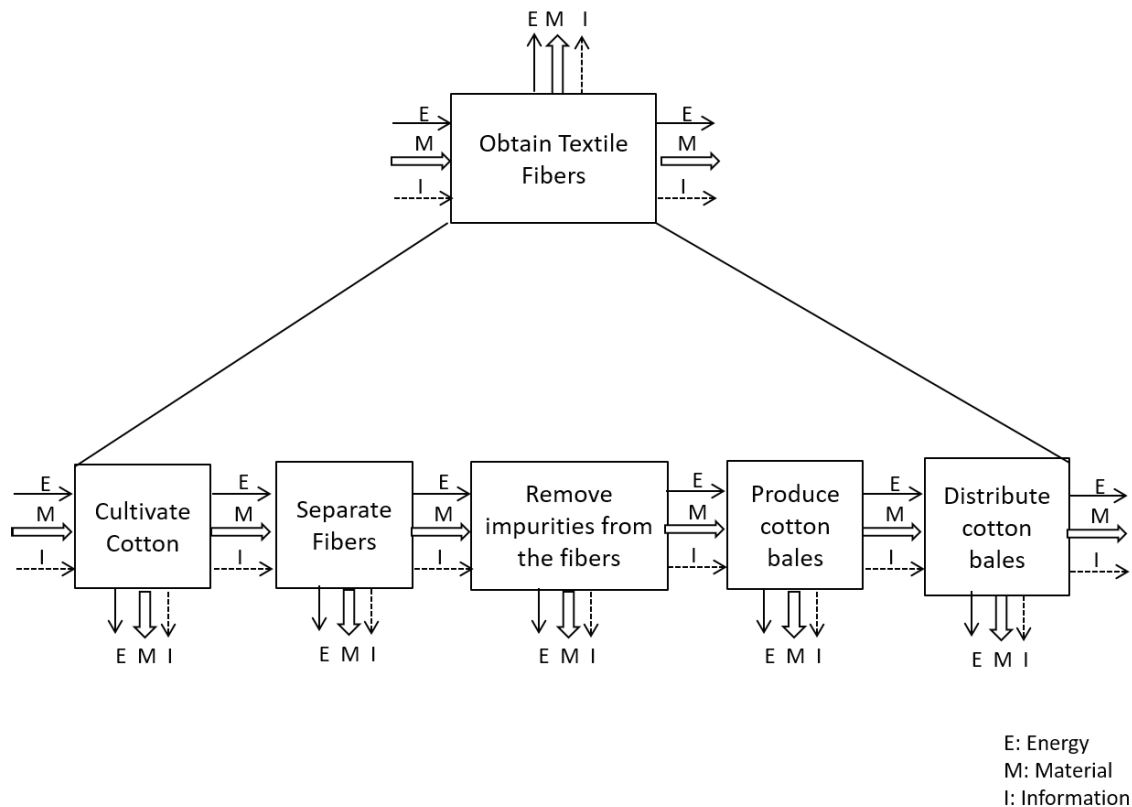 E M I
E
M
I
Obtain Textile
Fibers
E
M
I
E
M
I
Cultivate
Cotton
E
M
I
Separate
Fibers
E
M
I
Remove
impurities from
the fibers
E
M
I
Produce
cotton
bales
E
M
I
Distribute
cotton
bales
E
M
I
E M I
E M I
E M I
E M I
E M I
E: Energy
M: Material
I: Information